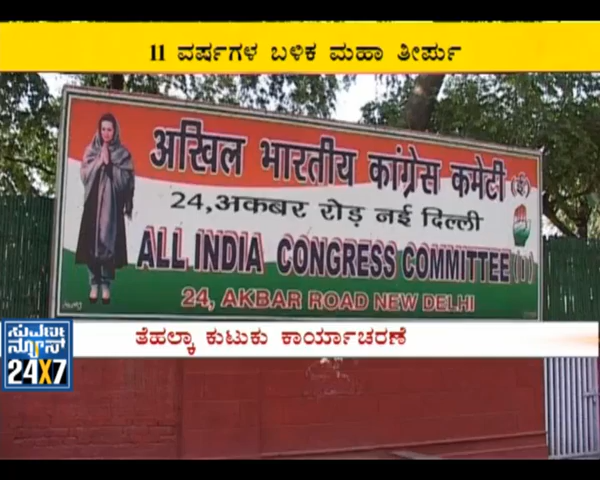 11 ವರ್ಷಗಳ ಬಳಿಕ ಮಹಾ ತೀರ್ಪು
अखिल भारतीय कांग्रेस कमेटी (ई)
24, अकबर रोड़ नई दिल्ली
ALL INDIA CONGRESS COMMITTEE (I)
24, AKBAR ROAD NEW DELHI
ತೆಹಲ್ಕಾ ಕುಟುಕು ಕಾರ್ಯಾಚರಣೆ
ಸುವರ್ಣ
ನ್ಯೂಸ್
24X7